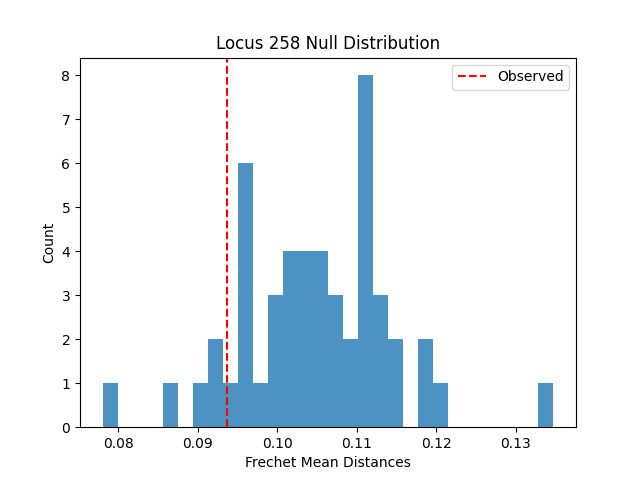 Locus 258 Null Distribution
Observed
Count
8
7
6
5
4
3
2
1
0
0.08 0.09 0.10 0.11 0.12 0.13
Frechet Mean Distances